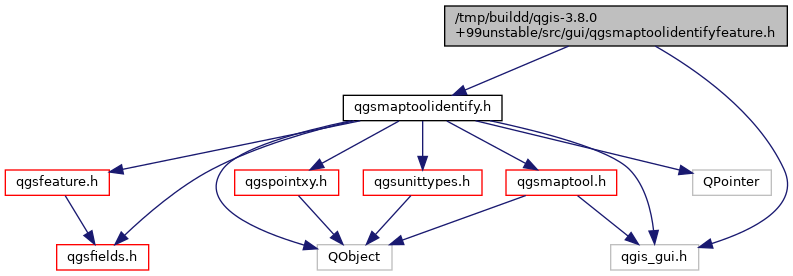 /tmp/buildd/qgis-3.8.0
+99unstable/src/gui/qgsmaptoolidentifyfeature.h
qgsmaptoolidentify.h
qgsfeature.h
qgspointxy.h
qgsunittypes.h
qgsmaptool.h
QPointer
qgsfields.h
QObject
qgis_gui.h